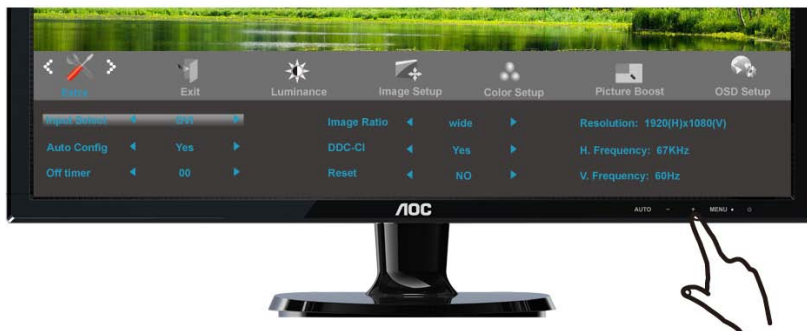 Extra Exit Luminance Image Setup Color Setup Picture Boost OSD Setup
Input Select DVI Image Ratio wide Resolution: 1920(H)x1080(V)
Auto Config Yes DDC-CI Yes H. Frequency: 67KHz
Off timer 00 Reset NO V. Frequency: 60Hz
AOC
AUTO - + MENU